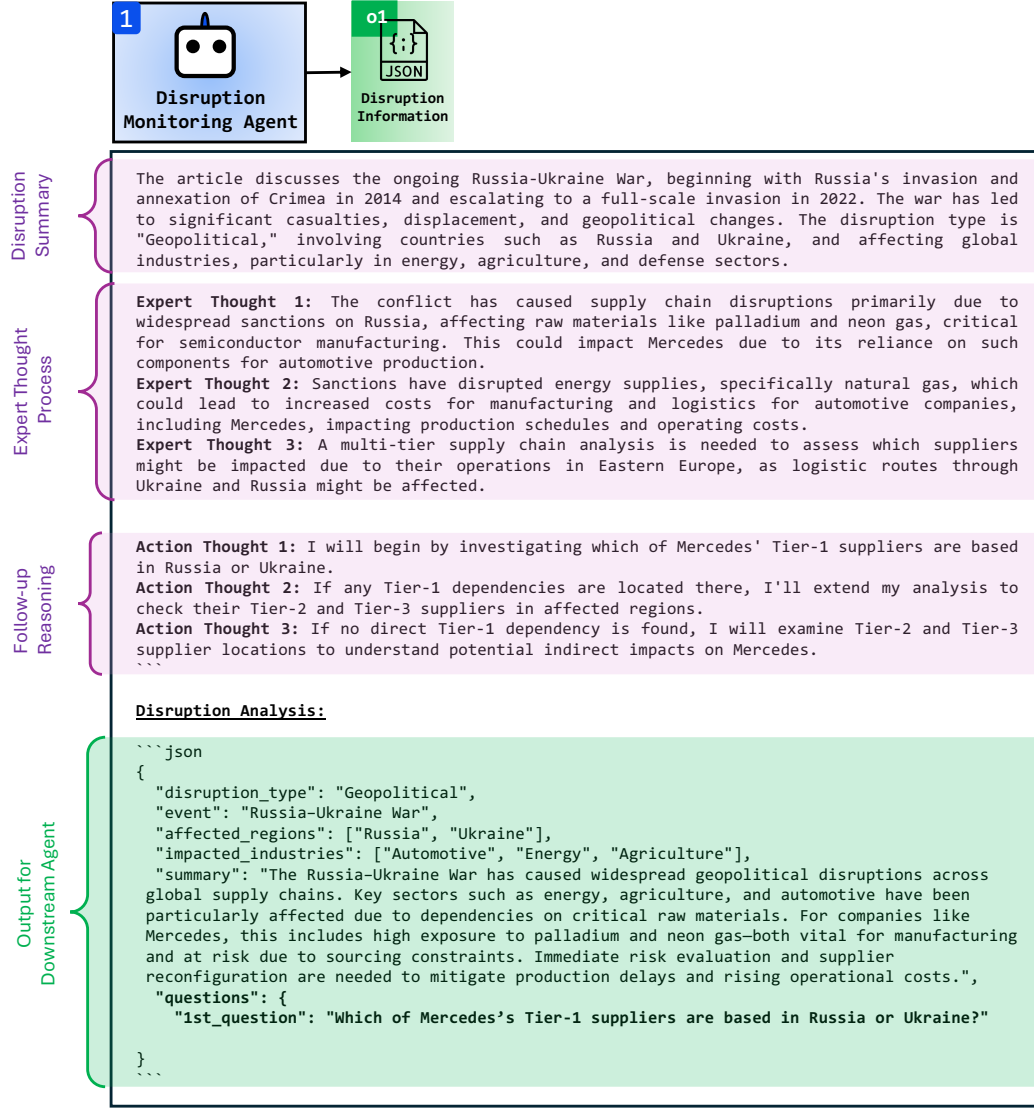 1
Disruption
Monitoring Agent
o1
{;}
JSON
Disruption
Information
Disruption
Summary
The article discusses the ongoing Russia-Ukraine War, beginning with Russia's invasion and
annexation of Crimea in 2014 and escalating to a full-scale invasion in 2022. The war has led
to significant casualties, displacement, and geopolitical changes. The disruption type is
"Geopolitical," involving countries such as Russia and Ukraine, and affecting global
industries, particularly in energy, agriculture, and defense sectors.
Expert Thought
Process
Expert Thought 1: The conflict has caused supply chain disruptions primarily due to
widespread sanctions on Russia, affecting raw materials like palladium and neon gas, critical
for semiconductor manufacturing. This could impact Mercedes due to its reliance on such
components for automotive production.
Expert Thought 2: Sanctions have disrupted energy supplies, specifically natural gas, which
could lead to increased costs for manufacturing and logistics for automotive companies,
including Mercedes, impacting production schedules and operating costs.
Expert Thought 3: A multi-tier supply chain analysis is needed to assess which suppliers
might be impacted due to their operations in Eastern Europe, as logistic routes through
Ukraine and Russia might be affected.
Follow-up
Reasoning
Action Thought 1: I will begin by investigating which of Mercedes' Tier-1 suppliers are based
in Russia or Ukraine.
Action Thought 2: If any Tier-1 dependencies are located there, I'll extend my analysis to
check their Tier-2 and Tier-3 suppliers in affected regions.
Action Thought 3: If no direct Tier-1 dependency is found, I will examine Tier-2 and Tier-3
supplier locations to understand potential indirect impacts on Mercedes.
```
Disruption Analysis:
Output for
Downstream Agent
```json
{
"disruption_type": "Geopolitical",
"event": "Russia–Ukraine War",
"affected_regions": ["Russia", "Ukraine"],
"impacted_industries": ["Automotive", "Energy", "Agriculture"],
"summary": "The Russia–Ukraine War has caused widespread geopolitical disruptions across
global supply chains. Key sectors such as energy, agriculture, and automotive have been
particularly affected due to dependencies on critical raw materials. For companies like
Mercedes, this includes high exposure to palladium and neon gas—both vital for manufacturing
and at risk due to sourcing constraints. Immediate risk evaluation and supplier
reconfiguration are needed to mitigate production delays and rising operational costs.",
"questions": {
"1st_question": "Which of Mercedes’s Tier-1 suppliers are based in Russia or Ukraine?"
}
```